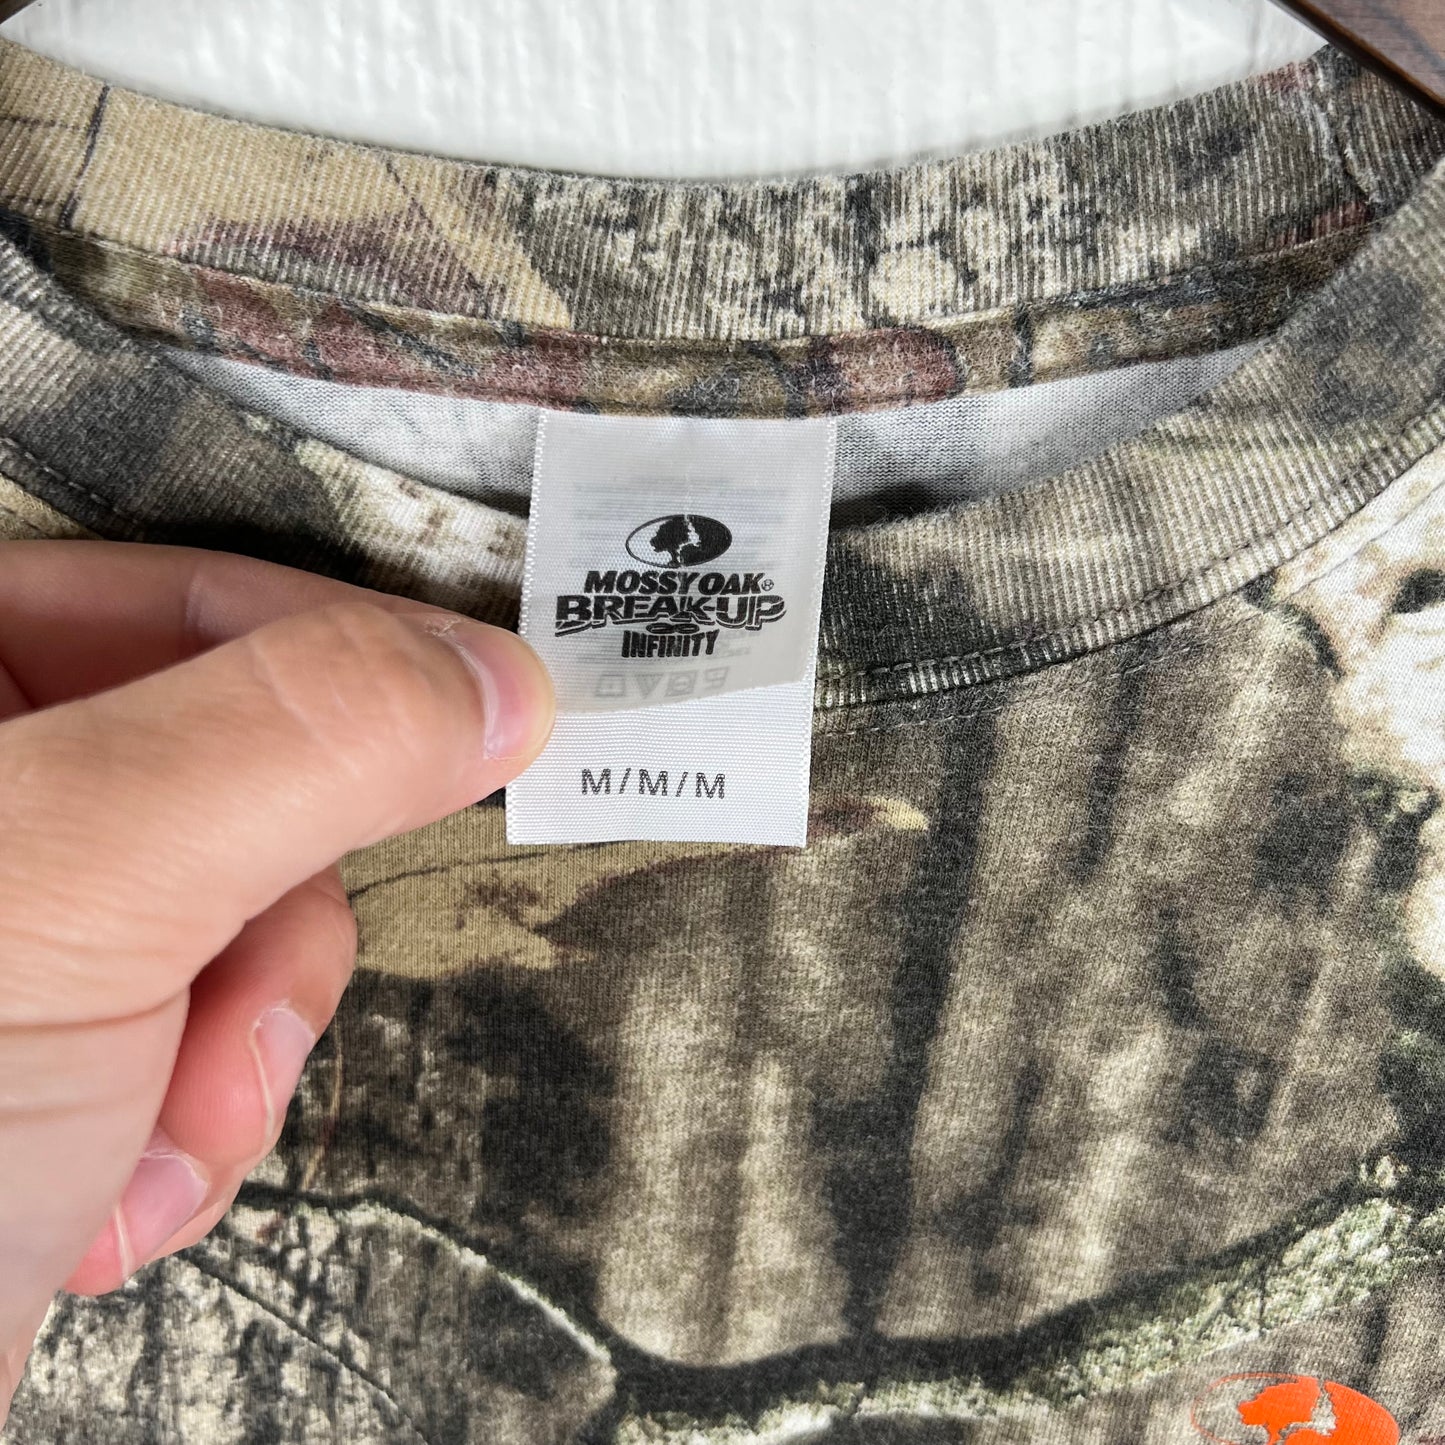 MOSSY OAK®
BREAK-UP
INFINITY
M/M/M